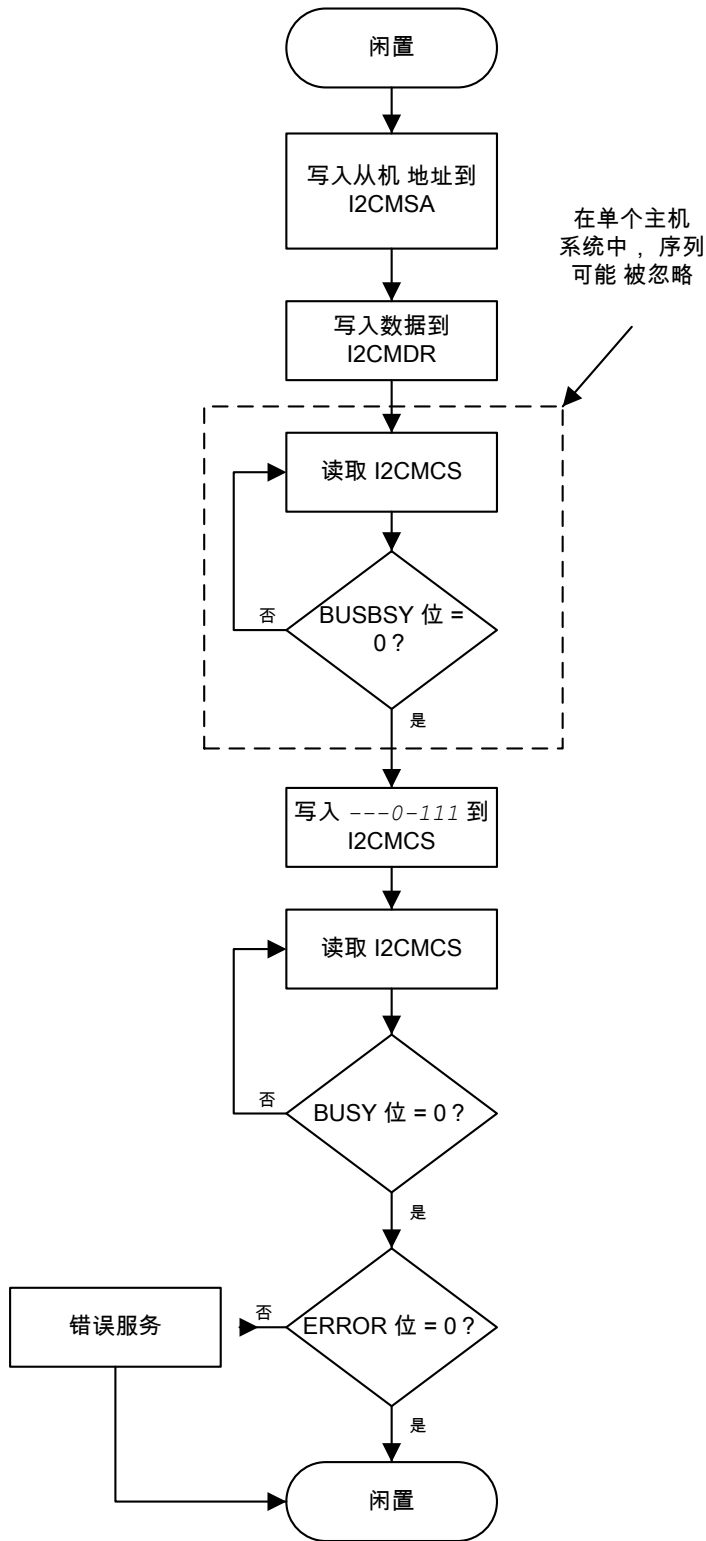 闲置
写入从机 地址到
I2CMSA
在单个主机
系统中，序列
可能 被忽略
写入数据到
I2CMDR
读取 I2CMCS
否
BUSBSY 位 =
0？
是
写入 ---0-111 到
I2CMCS
读取 I2CMCS
否
BUSY 位 = 0？
是
错误服务
否
ERROR 位 = 0？
是
闲置